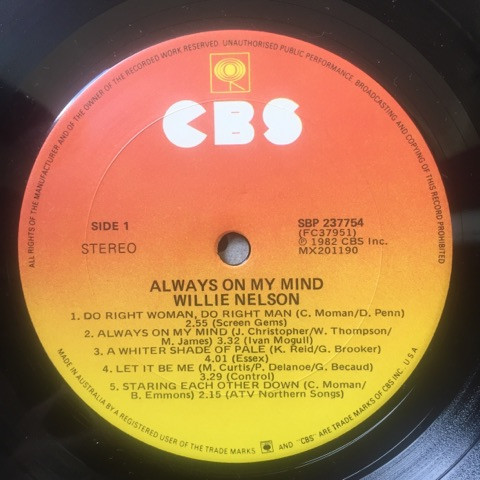 ALL RIGHTS OF THE MANUFACTURER AND OF THE OWNER OF THE RECORDED WORK RESERVED. UNAUTHORISED PUBLIC PERFORMANCE, BROADCASTING AND COPYING OF THIS RECORD PROHIBITED
CBS
SIDE 1
STEREO
SBP 237754
(FC37951)
℗ 1982 CBS Inc.
MX201190
ALWAYS ON MY MIND
WILLIE NELSON
1. DO RIGHT WOMAN, DO RIGHT MAN (C. Moman/D. Penn)
2.55 (Screen Gems)
2. ALWAYS ON MY MIND (J. Christopher/W. Thompson/
M. James) 3.32 (Ivan Mogull)
3. A WHITER SHADE OF PALE (K. Reid/G. Brooker)
4.01 (Essex)
4. LET IT BE ME (M. Curtis/P. Delanoe/G. Becaud)
3.29 (Control)
5. STARING EACH OTHER DOWN (C. Moman/
B. Emmons) 2.15 (ATV Northern Songs)
MADE IN AUSTRALIA BY A REGISTERED USER OF THE TRADE MARKS AND "CBS" ARE TRADE MARKS OF CBS INC. U S A